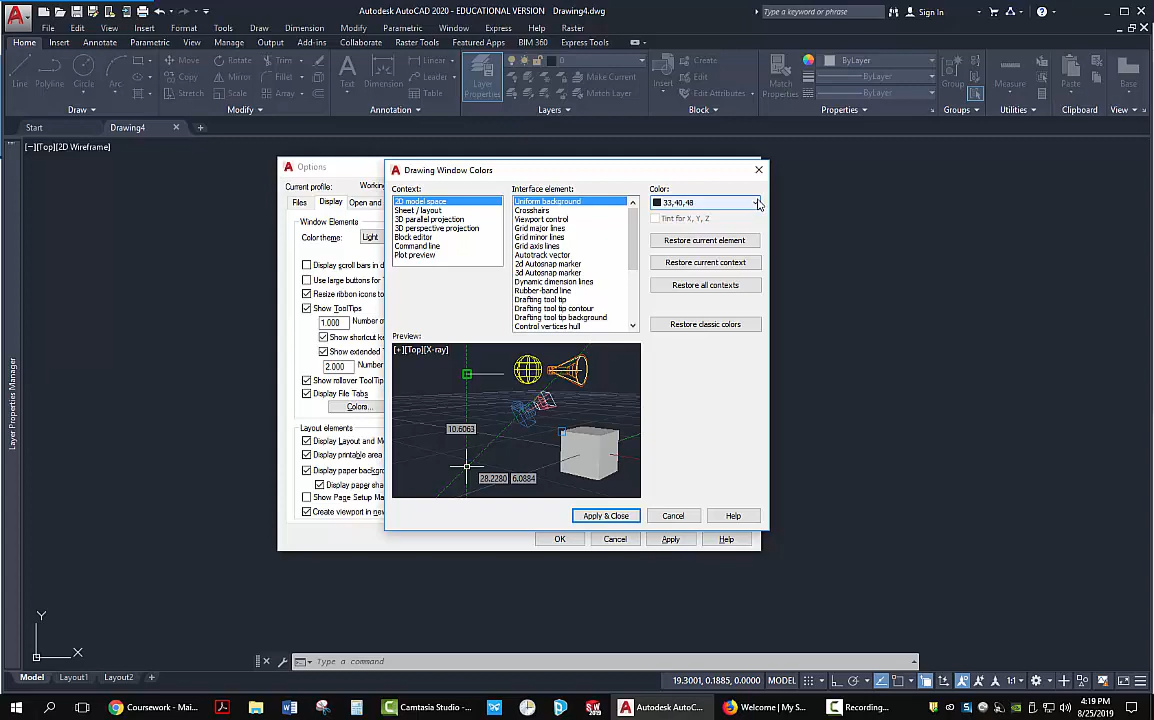 Autodesk AutoCAD 2020 - EDUCATIONAL VERSION Drawing4.dwg
Type a keyword or phrase
Sign In
File Edit View Insert Format Tools Draw Dimension Modify Parametric Window Express Help Raster
Home Insert Annotate Parametric View Manage Output Add-ins Collaborate Raster Tools Featured Apps BIM 360 Express Tools
Line Polyline Circle Arc
Move Rotate Trim
Copy Mirror Fillet
Stretch Scale Array
Text Dimension
Linear
Leader
Table
Layer Properties
0
Make Current
Match Layer
Insert
Create
Edit
Edit Attributes
Match Properties
ByLayer
ByLayer
ByLayer
Group
Measure
Paste
Base
Draw Modify Annotation Layers Block Properties Groups Utilities Clipboard View
Start Drawing4
[−][Top][2D Wireframe]
Layer Properties Manager
Options
Current profile: Working
Files Display Open and
Window Elements
Color theme: Light
Display scroll bars in d
Use large buttons for
Resize ribbon icons to
Show ToolTips
1.000 Number o
Show shortcut k
Show extended
2.000 Number
Show rollover ToolTip
Display File Tabs
Colors...
Layout elements
Display Layout and M
Display printable area
Display paper backgr
Display paper sha
Show Page Setup Ma
Create viewport in new
OK Cancel Apply Help
Drawing Window Colors
Context:
2D model space
Sheet / layout
3D parallel projection
3D perspective projection
Block editor
Command line
Plot preview
Interface element:
Uniform background
Crosshairs
Viewport control
Grid major lines
Grid minor lines
Grid axis lines
Autotrack vector
2d Autosnap marker
3d Autosnap marker
Dynamic dimension lines
Rubber-band line
Drafting tool tip
Drafting tool tip contour
Drafting tool tip background
Control vertices hull
Color:
33,40,48
Tint for X, Y, Z
Restore current element
Restore current context
Restore all contexts
Restore classic colors
Preview:
[+][Top][X-ray]
10.6063
28.2280 6.0884
Apply & Close Cancel Help
Y
X
Type a command
Model Layout1 Layout2
19.3001, 0.1885, 0.0000 MODEL
1:1
Coursework - Mai...
Camtasia Studio - ...
Autodesk AutoC...
Welcome | My S...
Recording...
4:19 PM
8/25/2019